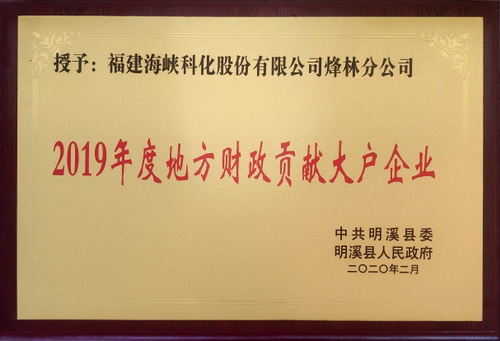 授予：福建海峡科化股份有限公司烽林分公司
2019年度地方财政贡献大户企业
中共明溪县委
明溪县人民政府
二〇二〇年二月